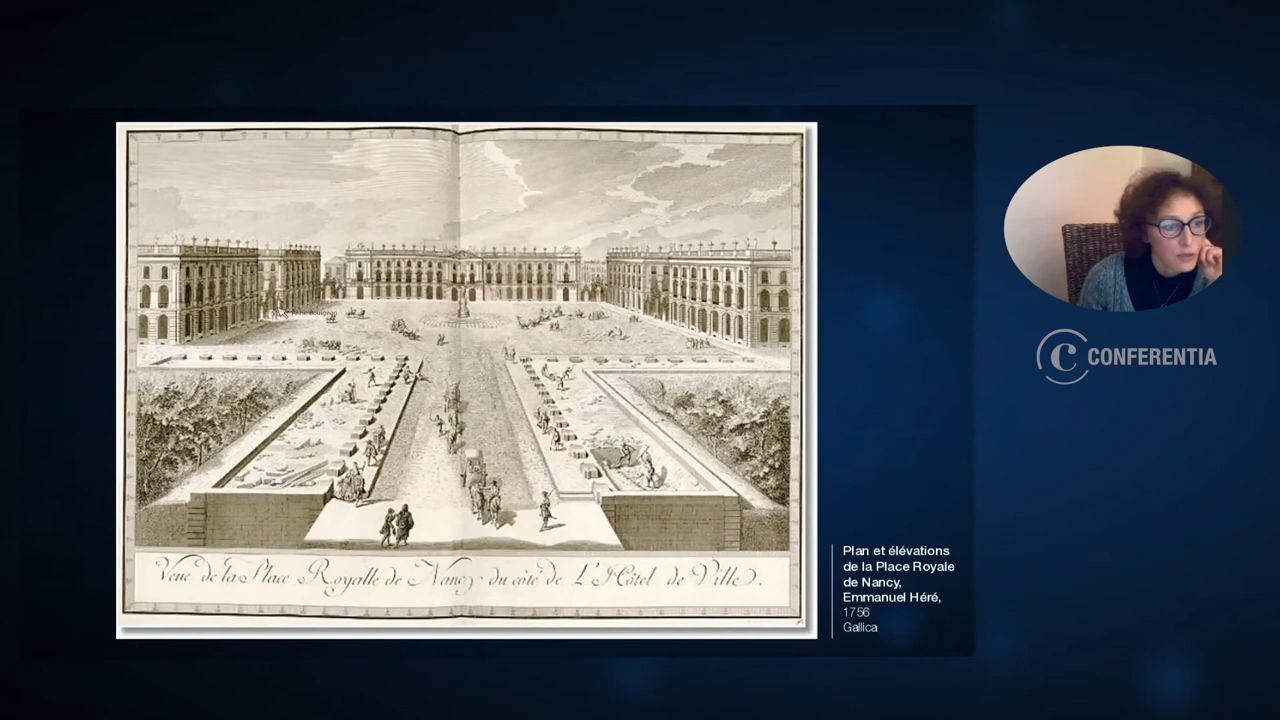 Veue de la Place Royalle de Nancy du côté de L'Hôtel de Ville.
Plan et élévations
de la Place Royale
de Nancy,
Emmanuel Héré,
1756
Gallica
C CONFERENTIA